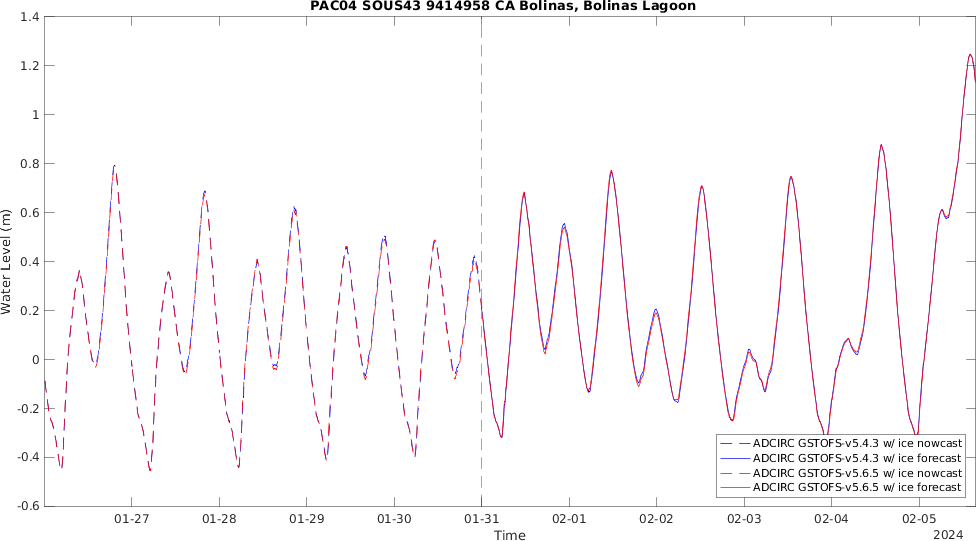 PAC04 SOUS43 9414958 CA Bolinas, Bolinas Lagoon
1.4
1.2
1
0.8
0.6
0.4
0.2
0
-0.2
-0.4
-0.6
Water Level (m)
ADCIRC GSTOFS-v5.4.3 w/ ice nowcast
ADCIRC GSTOFS-v5.4.3 w/ ice forecast
ADCIRC GSTOFS-v5.6.5 w/ ice nowcast
ADCIRC GSTOFS-v5.6.5 w/ ice forecast
01-27 01-28 01-29 01-30 01-31 02-01 02-02 02-03 02-04 02-05
Time
2024